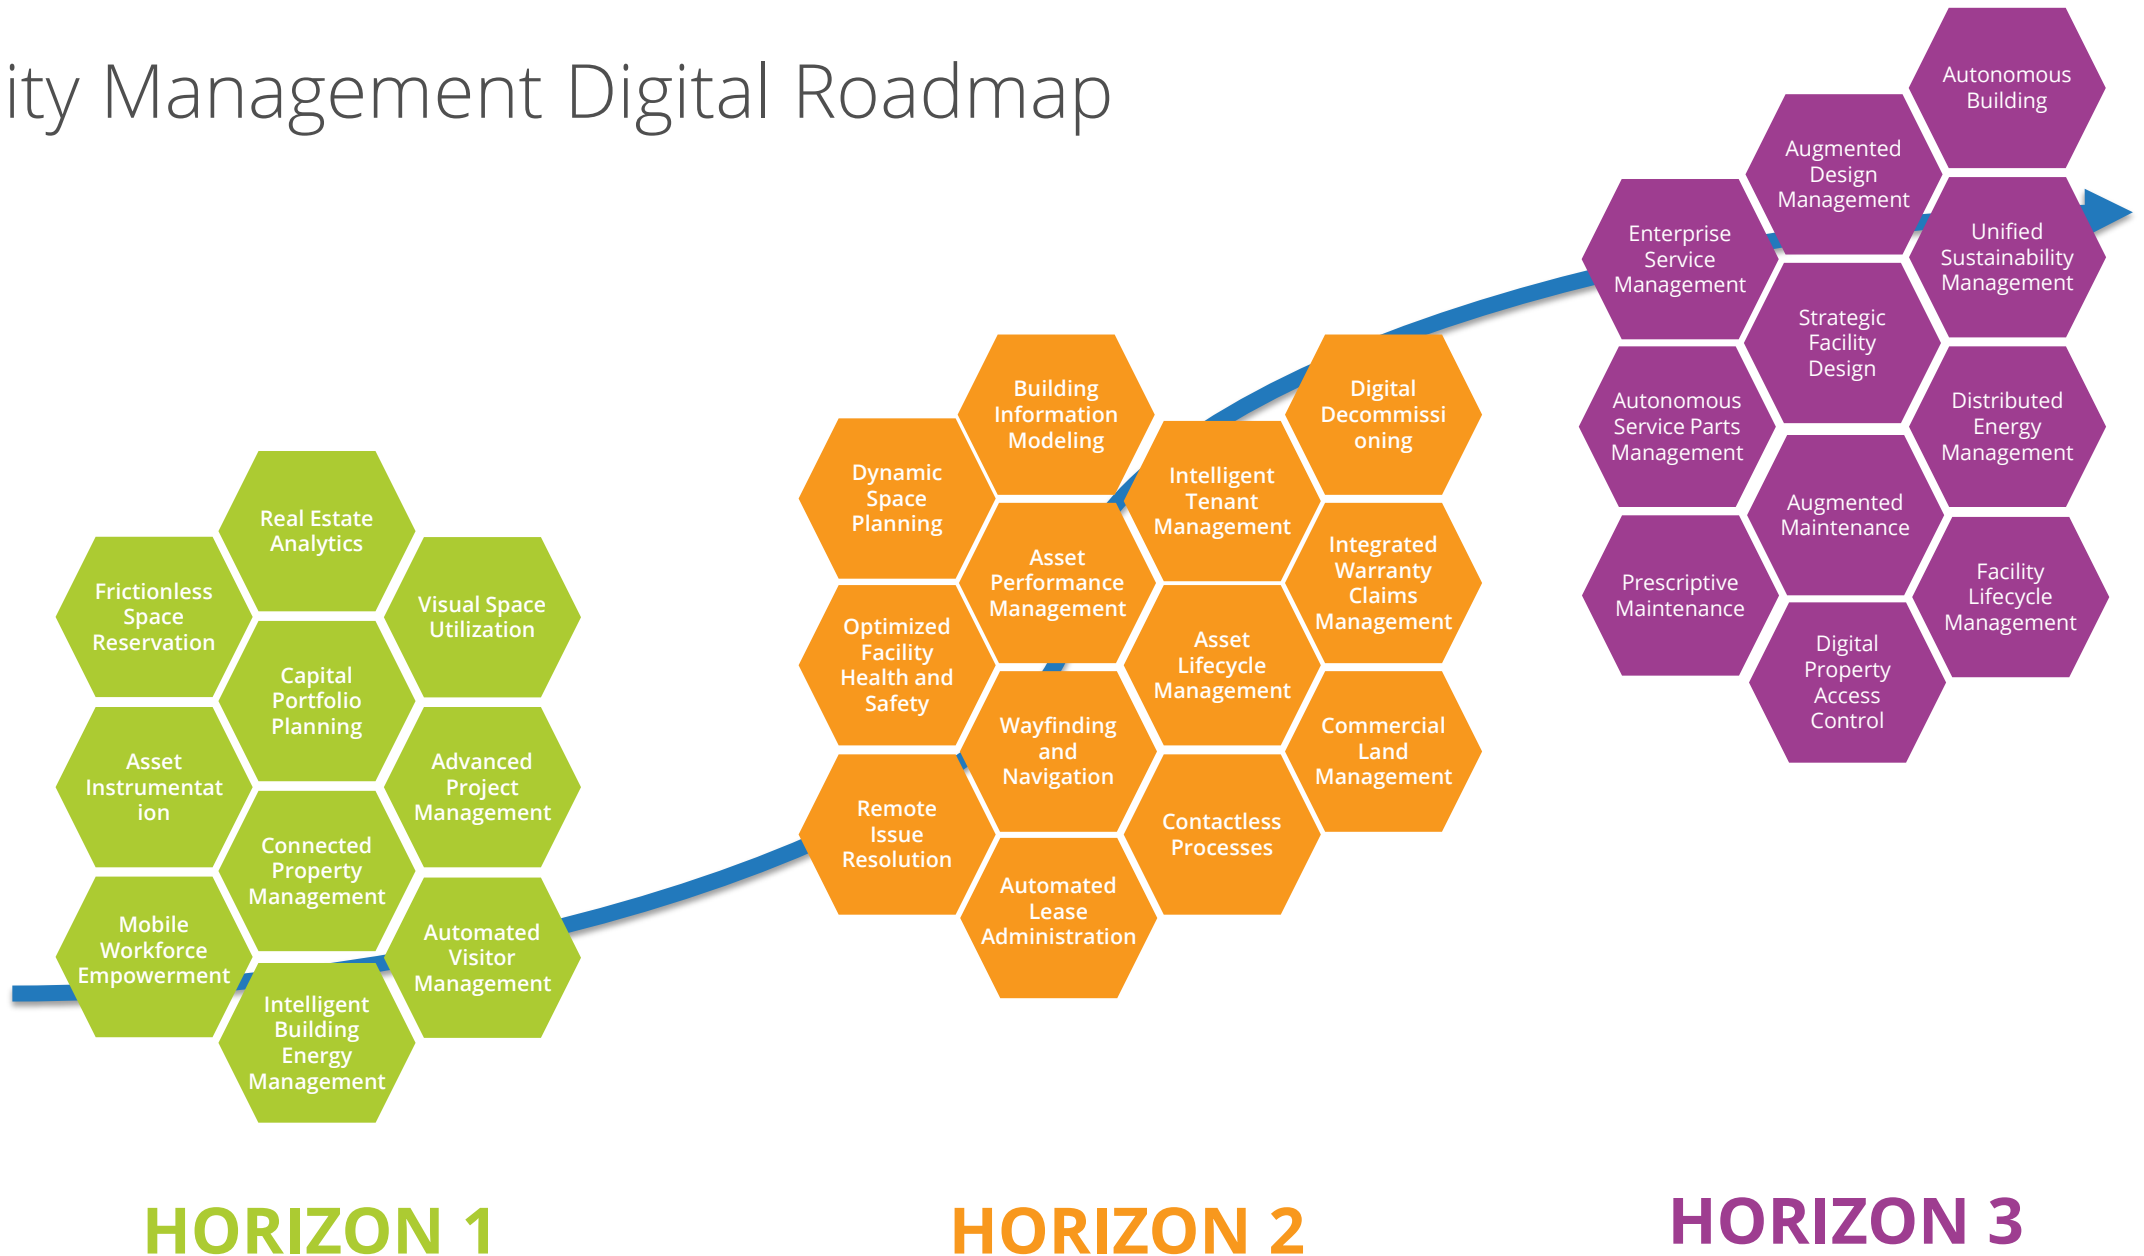 ity Management Digital Roadmap
Real Estate
Analytics
Frictionless
Space
Reservation
Visual Space
Utilization
Capital
Portfolio
Planning
Asset
Instrumentat
ion
Advanced
Project
Management
Connected
Property
Management
Mobile
Workforce
Empowerment
Automated
Visitor
Management
Intelligent
Building
Energy
Management
HORIZON 1
Building
Information
Modeling
Digital
Decommissi
oning
Dynamic
Space
Planning
Intelligent
Tenant
Management
Asset
Performance
Management
Integrated
Warranty
Claims
Management
Optimized
Facility
Health and
Safety
Asset
Lifecycle
Management
Wayfinding
and
Navigation
Commercial
Land
Management
Remote
Issue
Resolution
Contactless
Processes
Automated
Lease
Administration
HORIZON 2
Autonomous
Building
Augmented
Design
Management
Enterprise
Service
Management
Unified
Sustainability
Management
Strategic
Facility
Design
Autonomous
Service Parts
Management
Distributed
Energy
Management
Augmented
Maintenance
Prescriptive
Maintenance
Facility
Lifecycle
Management
Digital
Property
Access
Control
HORIZON 3